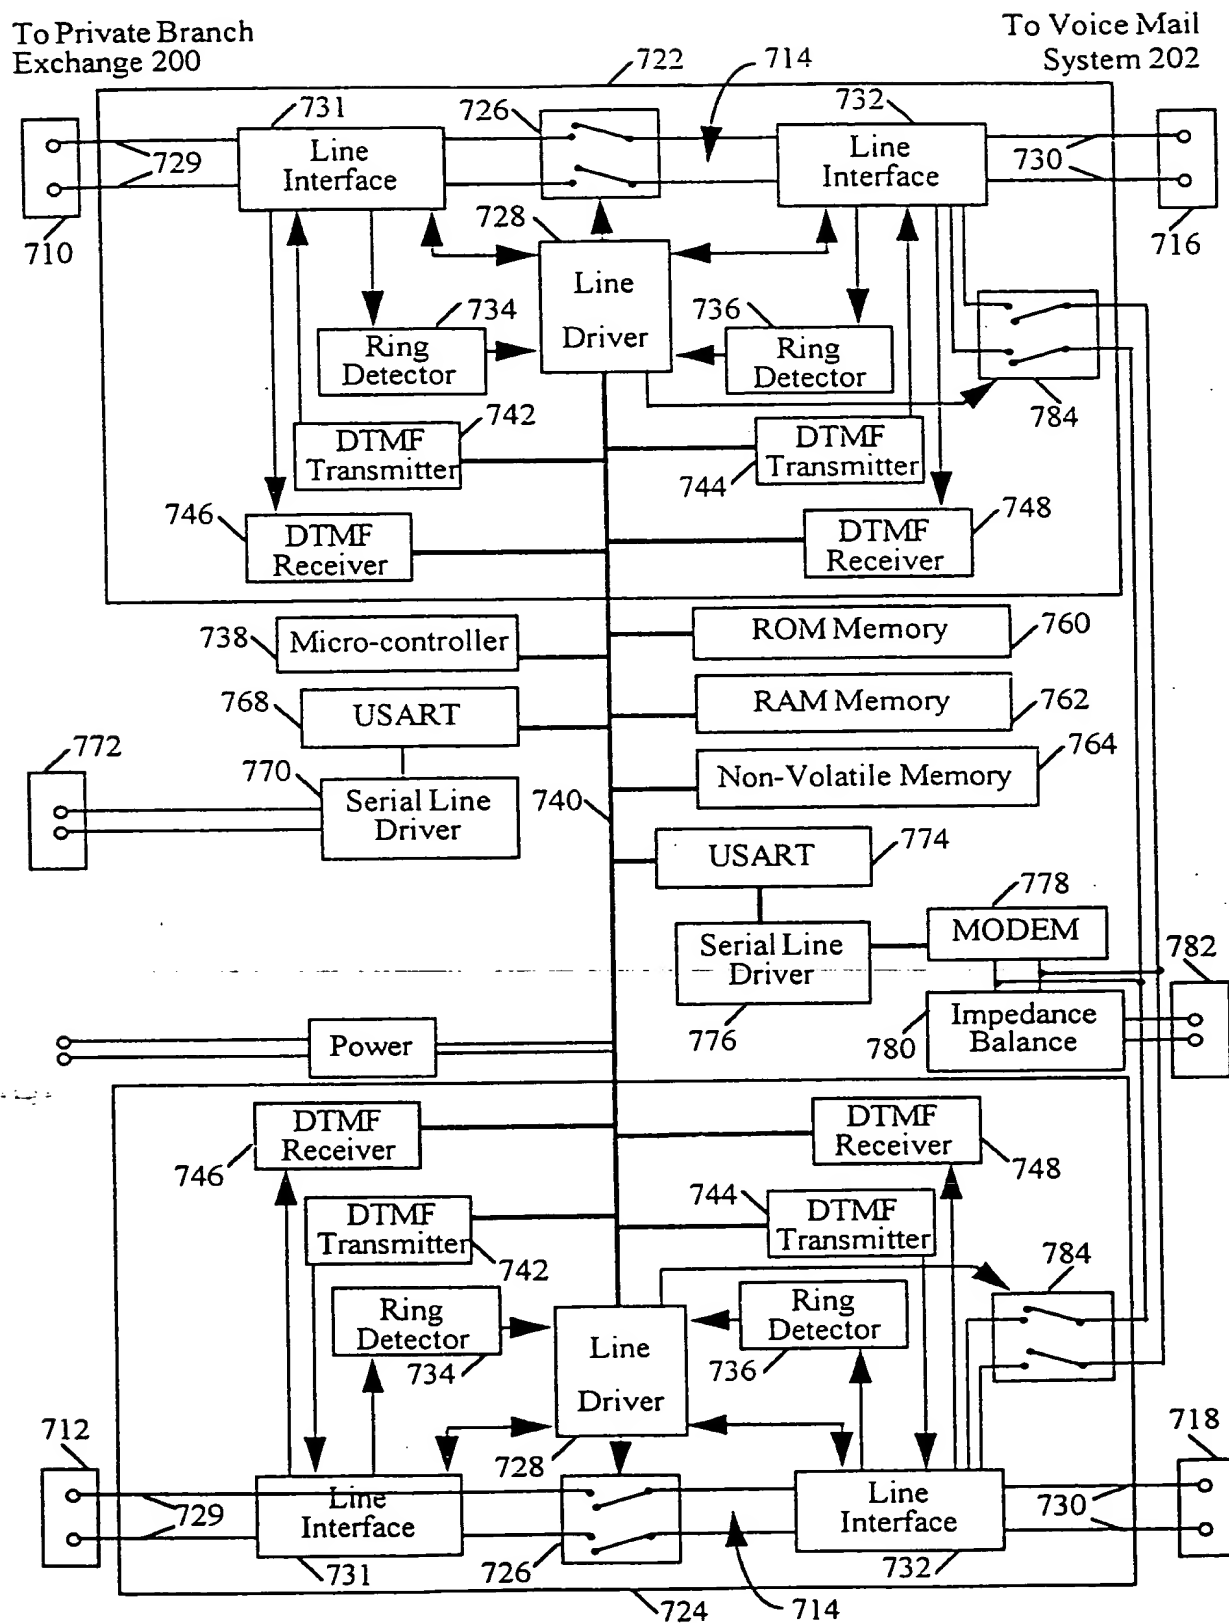 To Private Branch
Exchange 200
To Voice Mail
System 202
722
714
731
726
732
Line
Interface
Line
Interface
729
730
710
716
728
Line
Driver
734
736
Ring
Detector
Ring
Detector
784
742
DTMF
Transmitter
DTMF
Transmitter
744
746
748
DTMF
Receiver
DTMF
Receiver
738
Micro-controller
ROM Memory
760
768
USART
RAM Memory
762
772
764
770
Serial Line
Driver
740
Non-Volatile Memory
USART
774
778
MODEM
Serial Line
Driver
776
782
780
Impedance
Balance
Power
DTMF
Receiver
746
DTMF
Receiver
748
744
DTMF
Transmitter
742
DTMF
Transmitter
784
Ring
Detector
734
Ring
Detector
736
Line
Driver
728
712
718
729
Line
Interface
731
726
Line
Interface
732
730
724
714